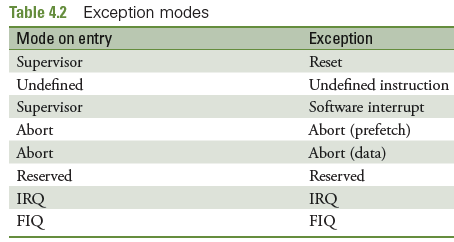 Table 4.2 Exception modes
Mode on entry Exception
Supervisor Reset
Undefined Undefined instruction
Supervisor Software interrupt
Abort Abort (prefetch)
Abort Abort (data)
Reserved Reserved
IRQ IRQ
FIQ FIQ